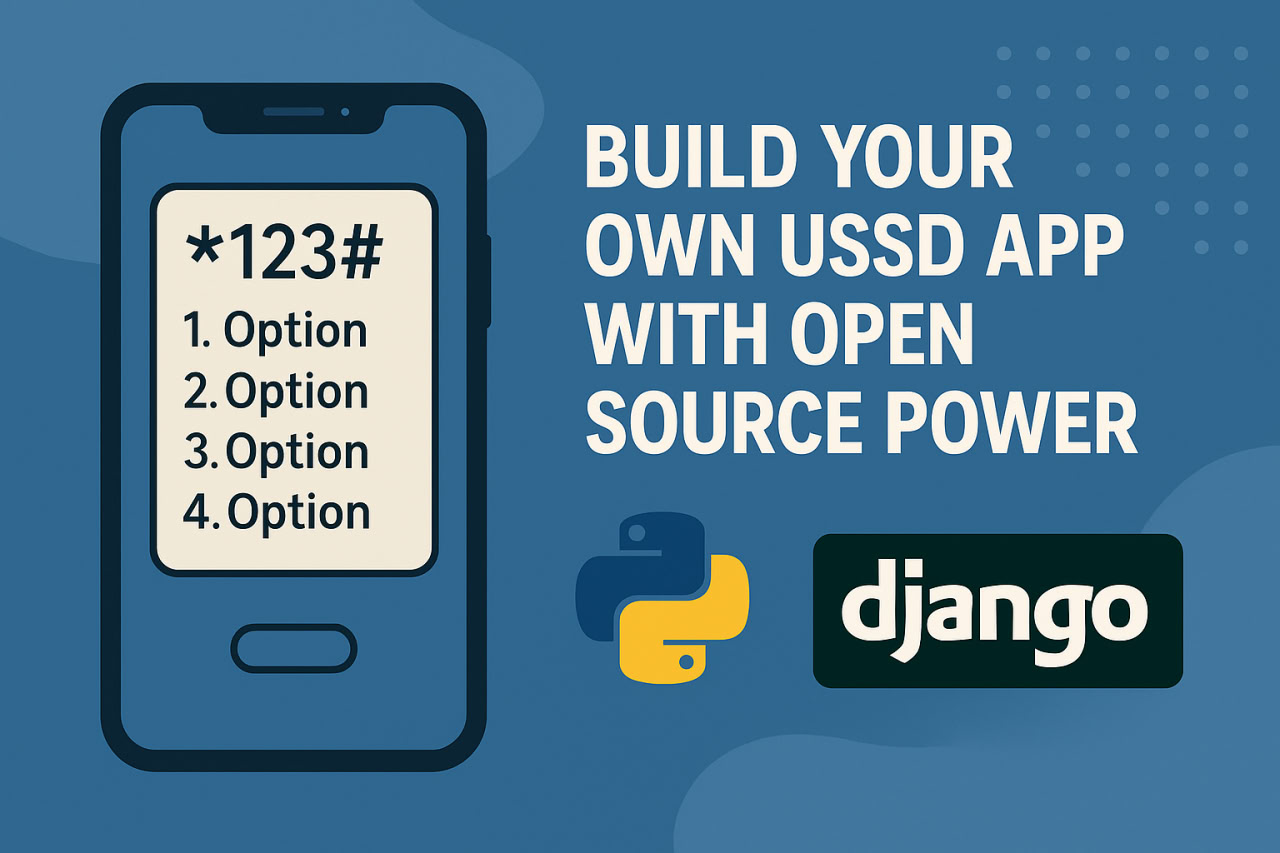 *123#
1. Option
2. Option
3. Option
4. Option
BUILD YOUR
OWN USSD APP
WITH OPEN
SOURCE POWER
django